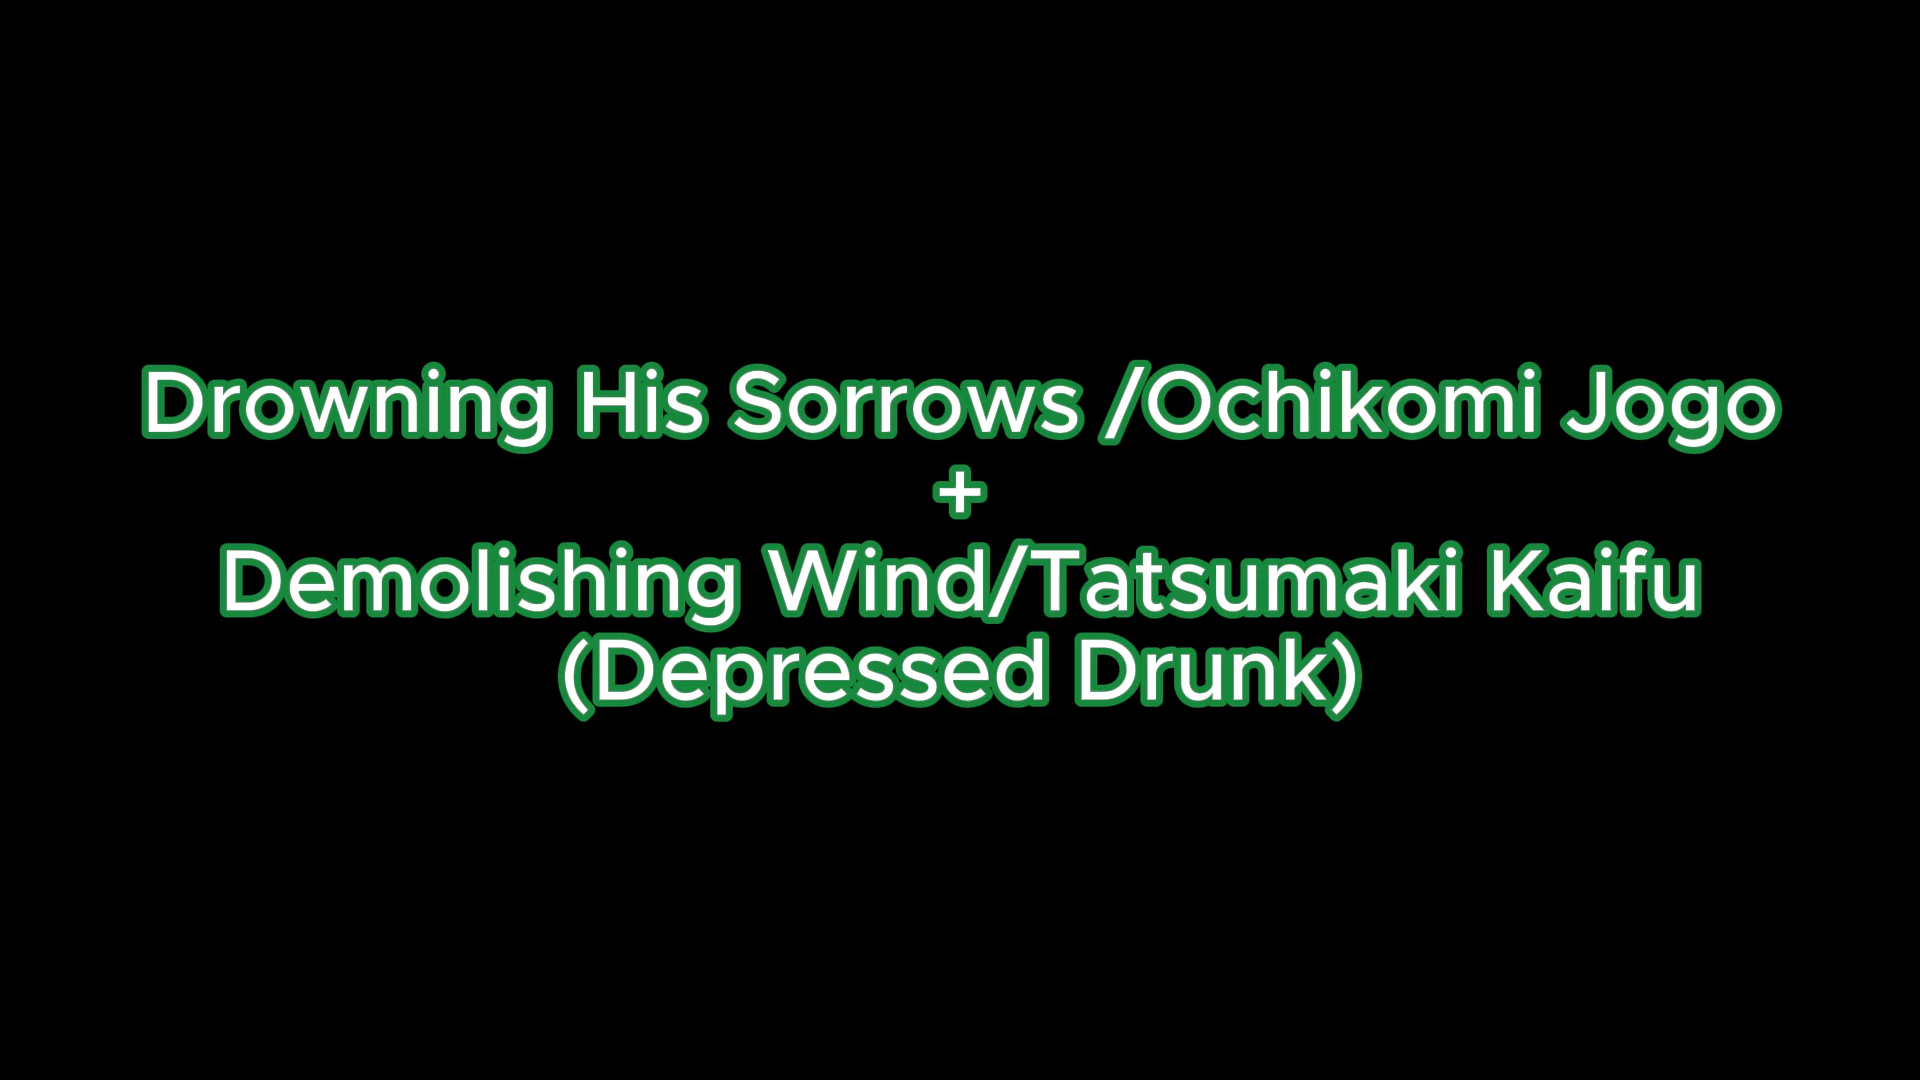 Drowning His Sorrows /Ochikomi Jogo
+
Demolishing Wind/Tatsumaki Kaifu
(Depressed Drunk)